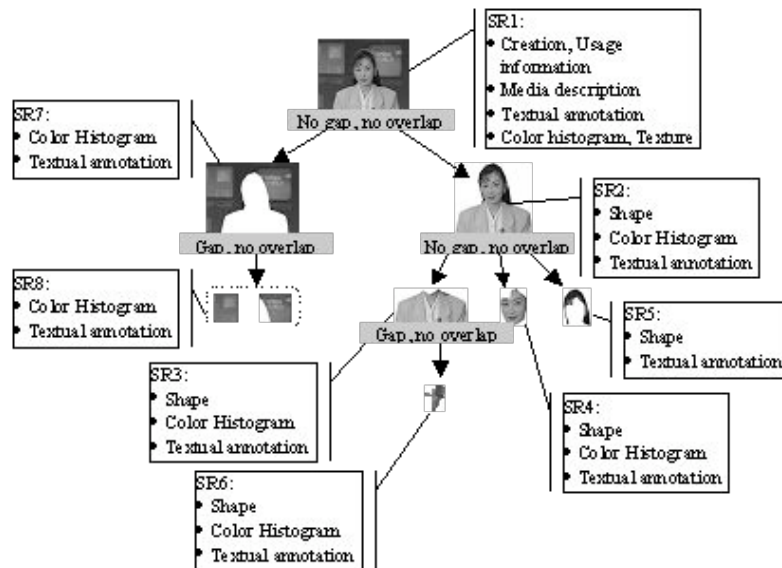 SR1:
• Creation, Usage
information
• Media description
• Textual annotation
• Color histogram, Texture
No gap, no overlap
SR7:
• Color Histogram
• Textual annotation
Gap, no overlap
No gap, no overlap
SR2:
• Shape
• Color Histogram
• Textual annotation
SR8:
• Color Histogram
• Textual annotation
Gap, no overlap
SR5:
• Shape
• Textual annotation
SR3:
• Shape
• Color Histogram
• Textual annotation
SR4:
• Shape
• Color Histogram
• Textual annotation
SR6:
• Shape
• Color Histogram
• Textual annotation